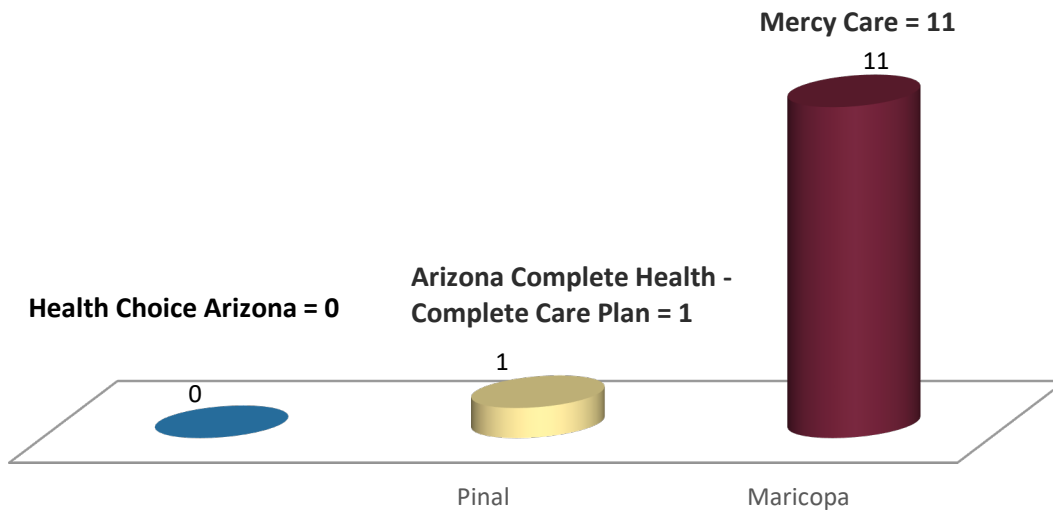 Mercy Care = 11
11
Arizona Complete Health -
Complete Care Plan = 1
Health Choice Arizona = 0
1
0
Pinal
Maricopa